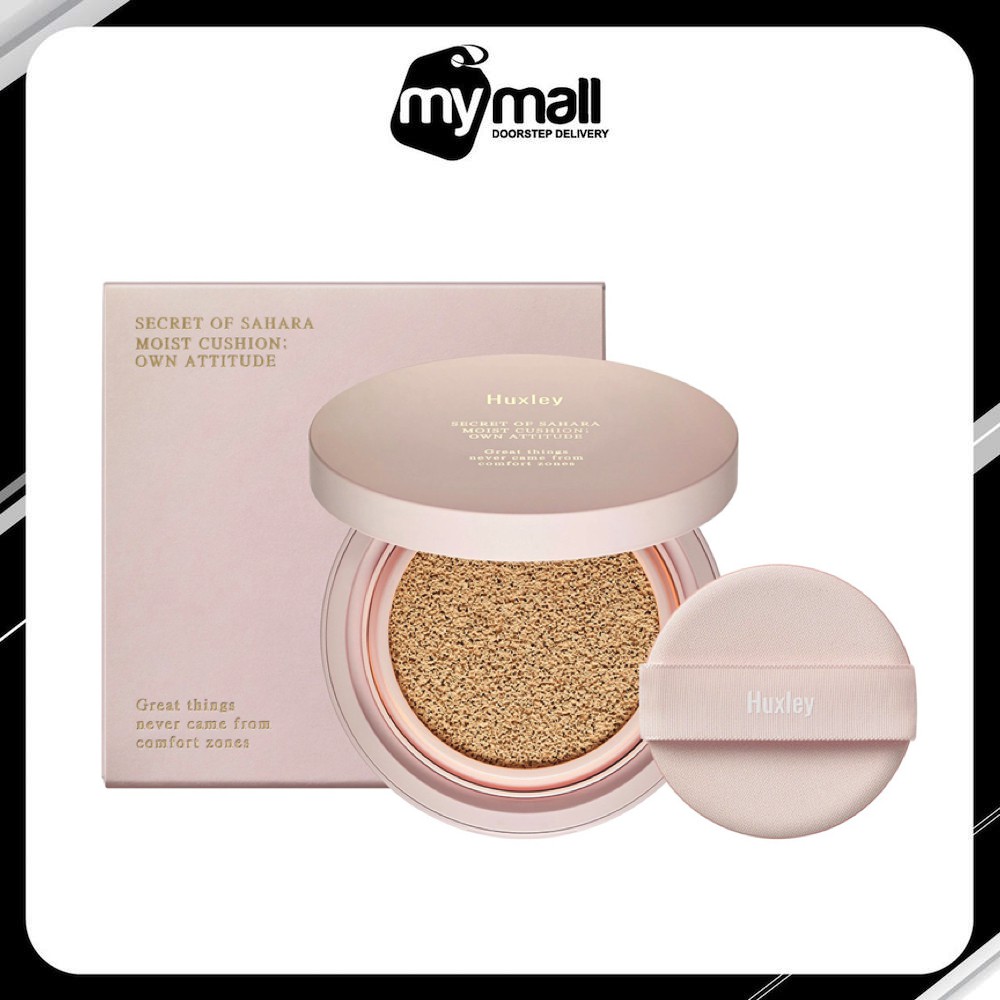 mymall
DOORSTEP DELIVERY
SECRET OF SAHARA
MOIST CUSHION;
OWN ATTITUDE
Great things
never came from
comfort zones
Huxley
SECRET OF SAHARA
MOIST CUSHION;
OWN ATTITUDE
Great things
never came from
comfort zones
Huxley